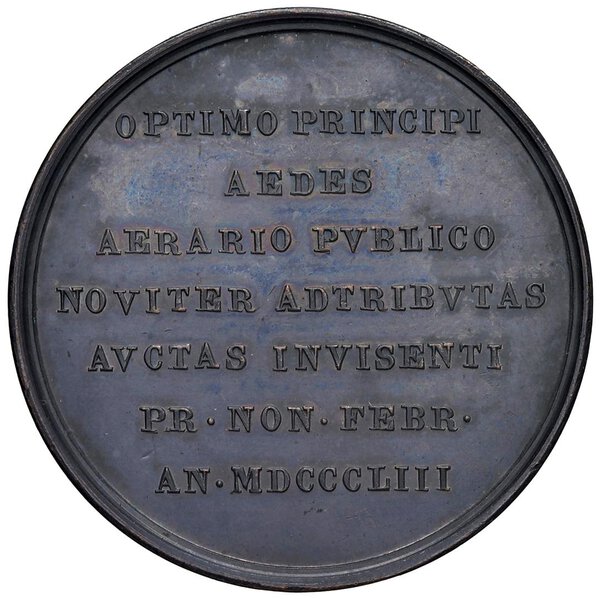 OPTIMO PRINCIPI
AEDES
AERARIO PVBLICO
NOVITER ADTRIBVTAS
AVCTAS INVISENTI
PR · NON · FEBR ·
AN · MDCCCLIII